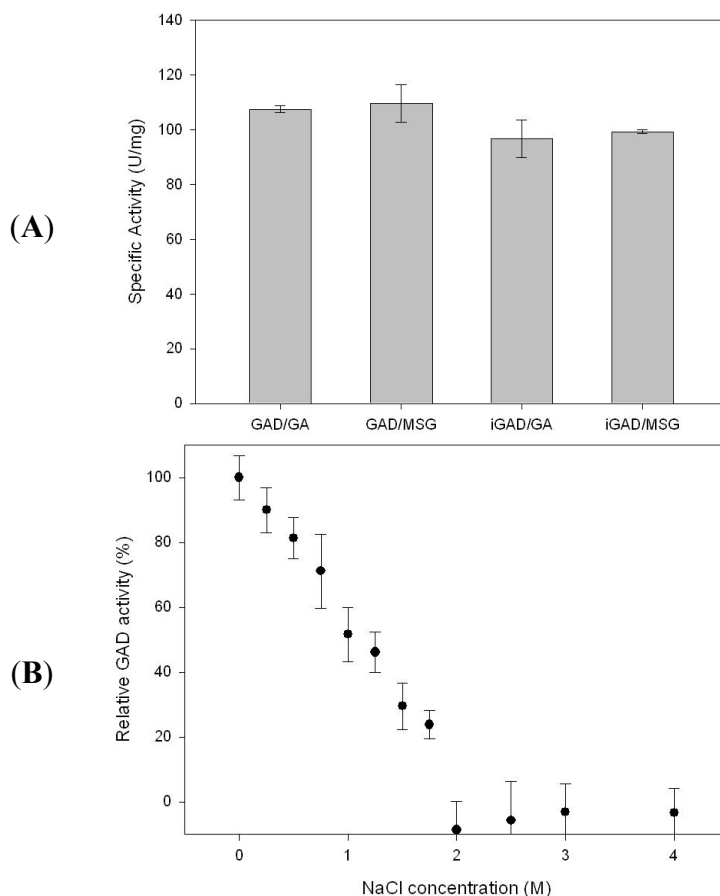 (A)
Specific Activity (U/mg)
140
120
100
80
60
40
20
0
GAD/GA GAD/MSG iGAD/GA iGAD/MSG
(B)
Relative GAD activity (%)
100
80
60
40
20
0
0 1 2 3 4
NaCl concentration (M)